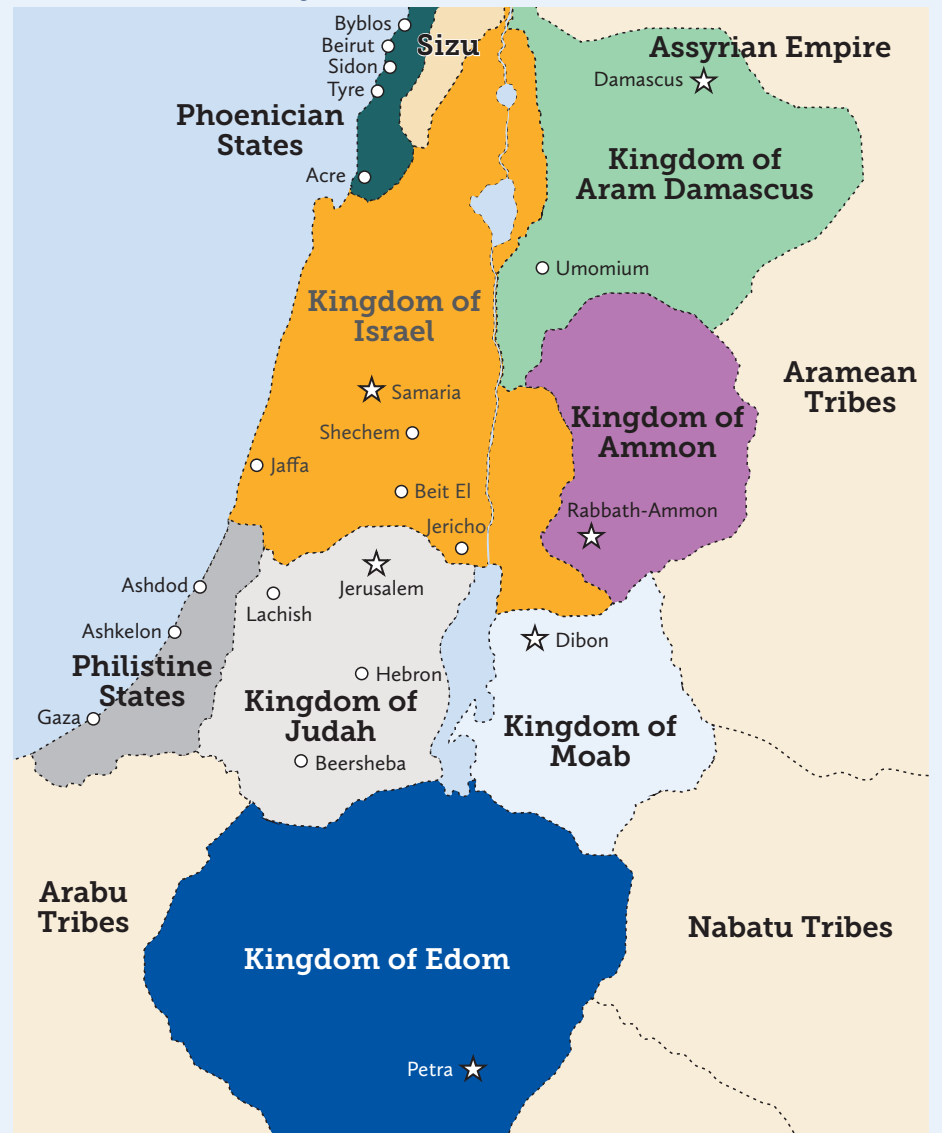 Byblos
Beirut
Sidon
Tyre
Sizu
Assyrian Empire
Damascus
Phoenician
States
Acre
Kingdom of
Aram Damascus
Umomium
Kingdom of
Israel
Samaria
Shechem
Jaffa
Beit El
Jericho
Aramean
Tribes
Kingdom of
Ammon
Rabbath-Ammon
Ashdod
Ashkelon
Philistine
States
Gaza
Jerusalem
Lachish
Hebron
Kingdom of
Judah
Beersheba
Dibon
Kingdom of
Moab
Arabu
Tribes
Kingdom of Edom
Nabatu Tribes
Petra